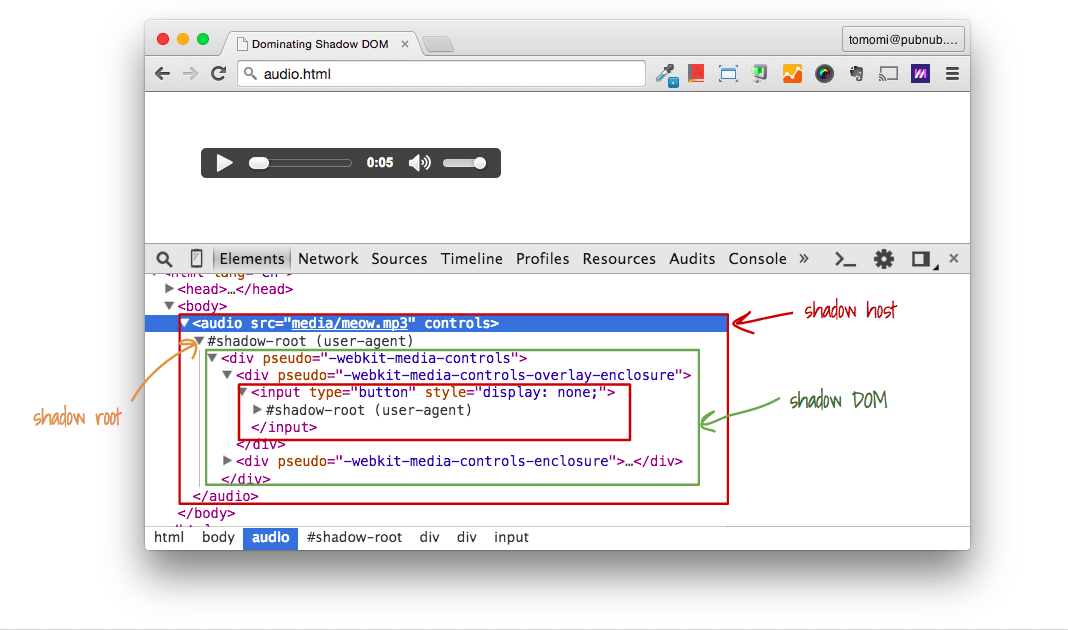 Dominating Shadow DOM
tomomi@pubnub....
audio.html
0:05
Elements Network Sources Timeline Profiles Resources Audits Console »
<html lang="en">
<head>…</head>
<body>
<audio src="media/meow.mp3" controls>
shadow host
#shadow-root (user-agent)
<div pseudo="-webkit-media-controls">
<div pseudo="-webkit-media-controls-overlay-enclosure">
<input type="button" style="display: none;">
shadow DOM
#shadow-root (user-agent)
shadow root
</input>
</div>
<div pseudo="-webkit-media-controls-enclosure">…</div>
</div>
</audio>
</body>
html body audio #shadow-root div div input